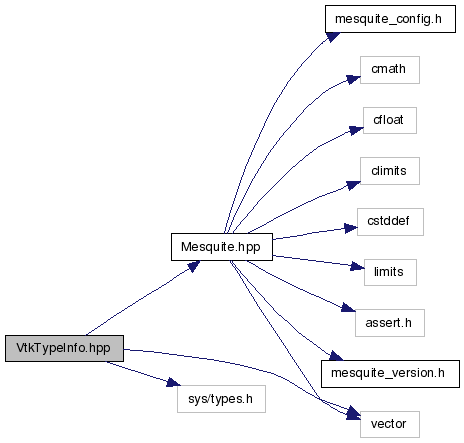 mesquite_config.h
cmath
cfloat
climits
cstddef
Mesquite.hpp
limits
assert.h
VtkTypeInfo.hpp
mesquite_version.h
sys/types.h
vector